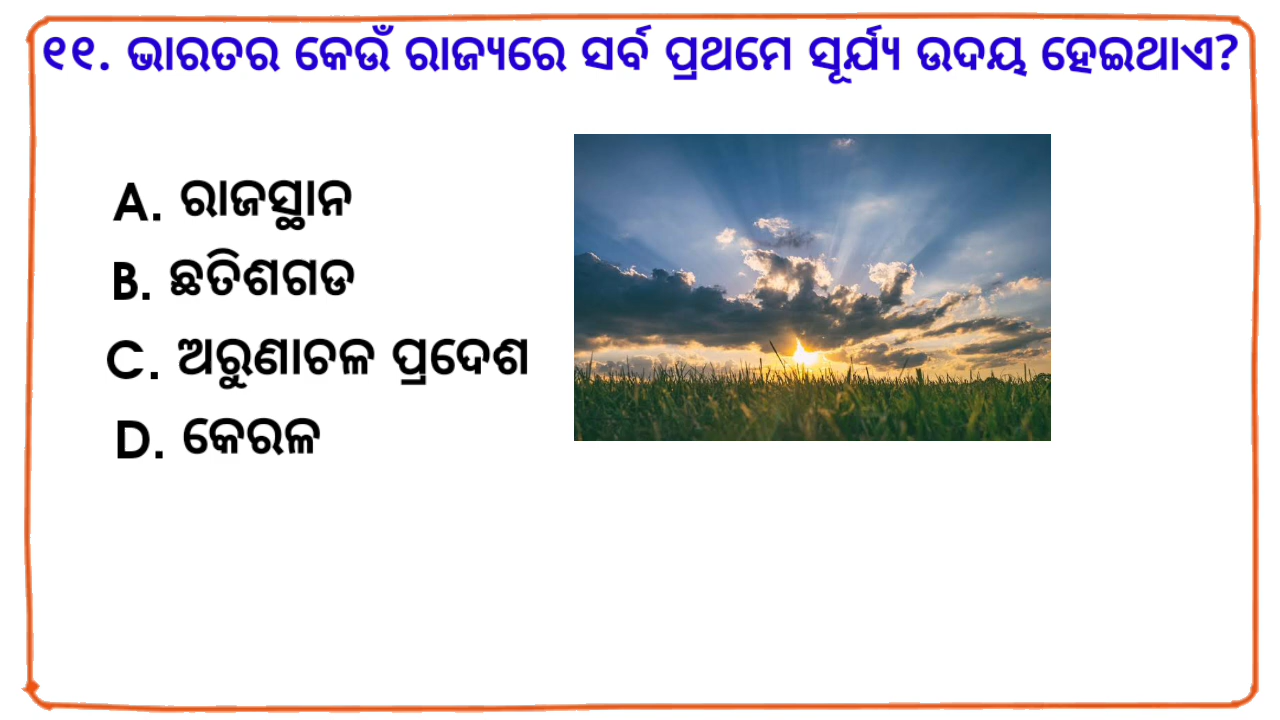 ୧୧. ଭାରତର କେଉଁ ରାଜ୍ୟରେ ସର୍ବ ପ୍ରଥମେ ସୂର୍ଯ୍ୟ ଉଦୟ ହେଇଥାଏ?
A. ରାଜସ୍ଥାନ
B. ଛତିଶଗଡ
C. ଅରୁଣାଚଳ ପ୍ରଦେଶ
D. କେରଳ